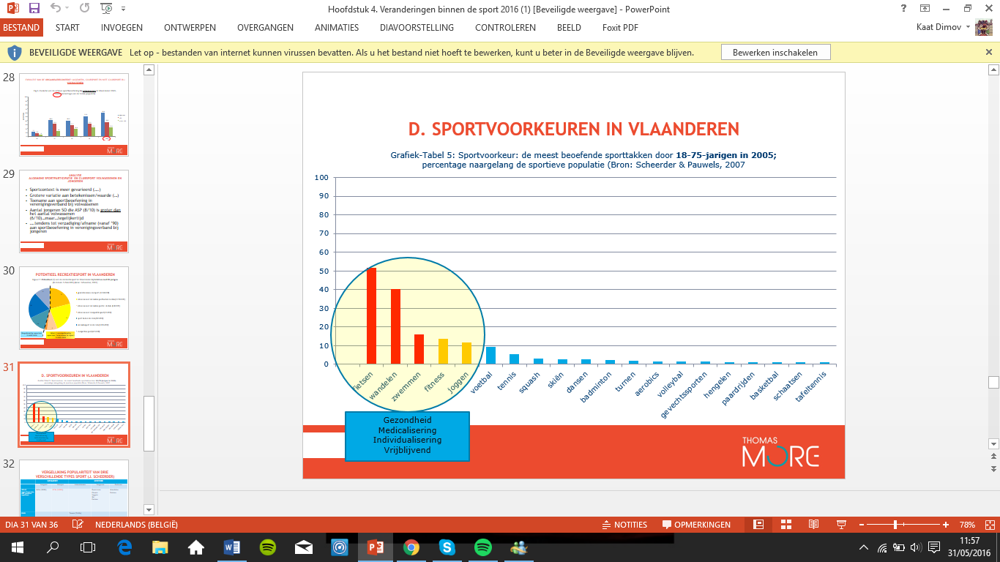 Hoofdstuk 4. Veranderingen binnen de sport 2016 (1) [Beveiligde weergave] - PowerPoint
BESTAND START INVOEGEN ONTWERPEN OVERGANGEN ANIMATIES DIAVOORSTELLING CONTROLEREN BEELD Foxit PDF
Kaat Dimov
BEVEILIGDE WEERGAVE Let op - bestanden van internet kunnen virussen bevatten. Als u het bestand niet hoeft te bewerken, kunt u beter in de Beveiligde weergave blijven. Bewerken inschakelen
28
29
ANALYSE
ALGEMENE SPORTPARTICIPATIE EN CLUBSPORT VOLWASSENEN EN JONGEREN
• Sportcontext is meer gevarieerd (....)
• Grotere variatie aan betekenissen/waarde (...)
• Toename aan sportbeoefening in
verenigingsverband bij volwassenen
• Aantal jongeren SO die ASP (8/10) is groter dan
het aantal volwassenen
(6/10)...maar...tegelijkertijd
• ....tendens tot verzadiging/afname (vanaf '90)
aan sportbeoefening in verenigingsverband bij
jongeren
30
POTENTIEEL RECREATIESPORT IN VLAANDEREN
31
D. SPORTVOORKEUREN IN VLAANDEREN
32
VERGELIJKING POPULARITEIT VAN DRIE
VERSCHILLENDE TYPES SPORT (J. SCHEERDER)
D. SPORTVOORKEUREN IN VLAANDEREN
Grafiek-Tabel 5: Sportvoorkeur: de meest beoefende sporttakken door 18-75-jarigen in 2005;
percentage naargelang de sportieve populatie (Bron: Scheerder & Pauwels, 2007
100
90
80
70
60
50
40
30
20
10
0
fietsen wandelen zwemmen fitness joggen voetbal tennis squash skiën dansen badminton turnen aerobics volleybal gevechtssporten hengelen paardrijden basketbal schaatsen tafeltennis
Gezondheid
Medicalisering
Individualisering
Vrijblijvend
THOMAS
MORE
DIA 31 VAN 36 NEDERLANDS (BELGIË) NOTITIES OPMERKINGEN 78%
11:57
31/05/2016